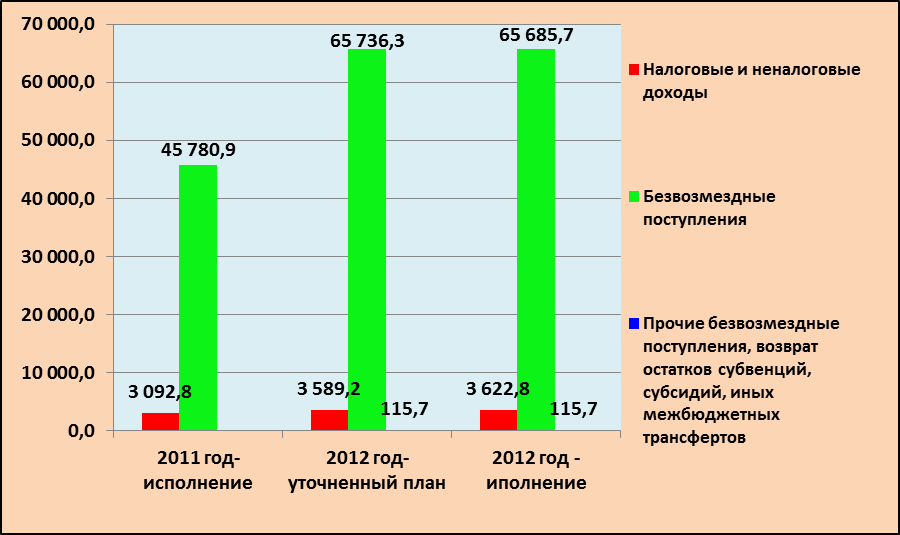 70 000,0
60 000,0
50 000,0
40 000,0
30 000,0
20 000,0
10 000,0
0,0
45 780,9
65 736,3
65 685,7
3 092,8
3 589,2
115,7
3 622,8
115,7
2011 год-
исполнение
2012 год-
уточненный план
2012 год -
иполнение
Налоговые и неналоговые
доходы
Безвозмездные
поступления
Прочие безвозмездные
поступления, возврат
остатков субвенций,
субсидий, иных
межбюджетных
трансфертов